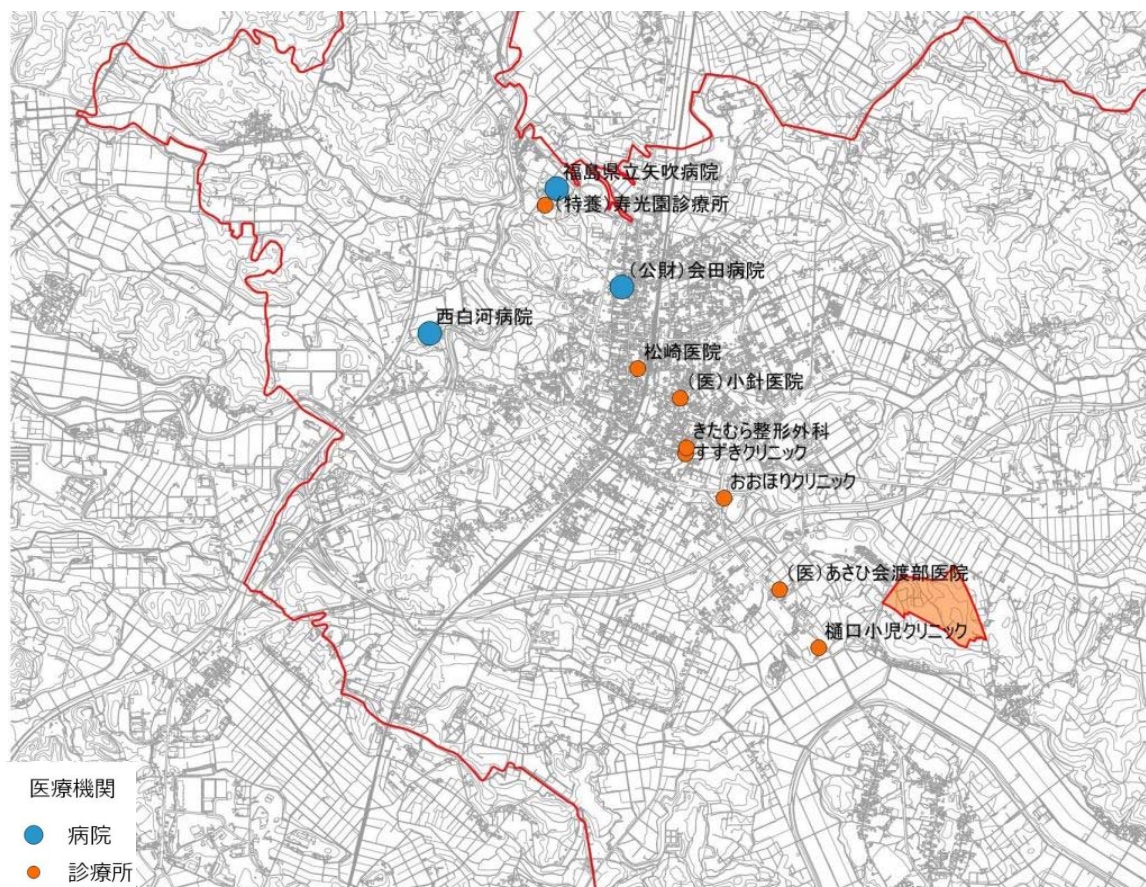 福島県立矢吹病院
(特養)寿光園診療所
(公財)会田病院
西白河病院
松崎医院
(医)小針医院
きたむら整形外科
すずきクリニック
おおほりクリニック
(医)あさひ会渡部医院
樋口小児クリニック
医療機関
病院
診療所